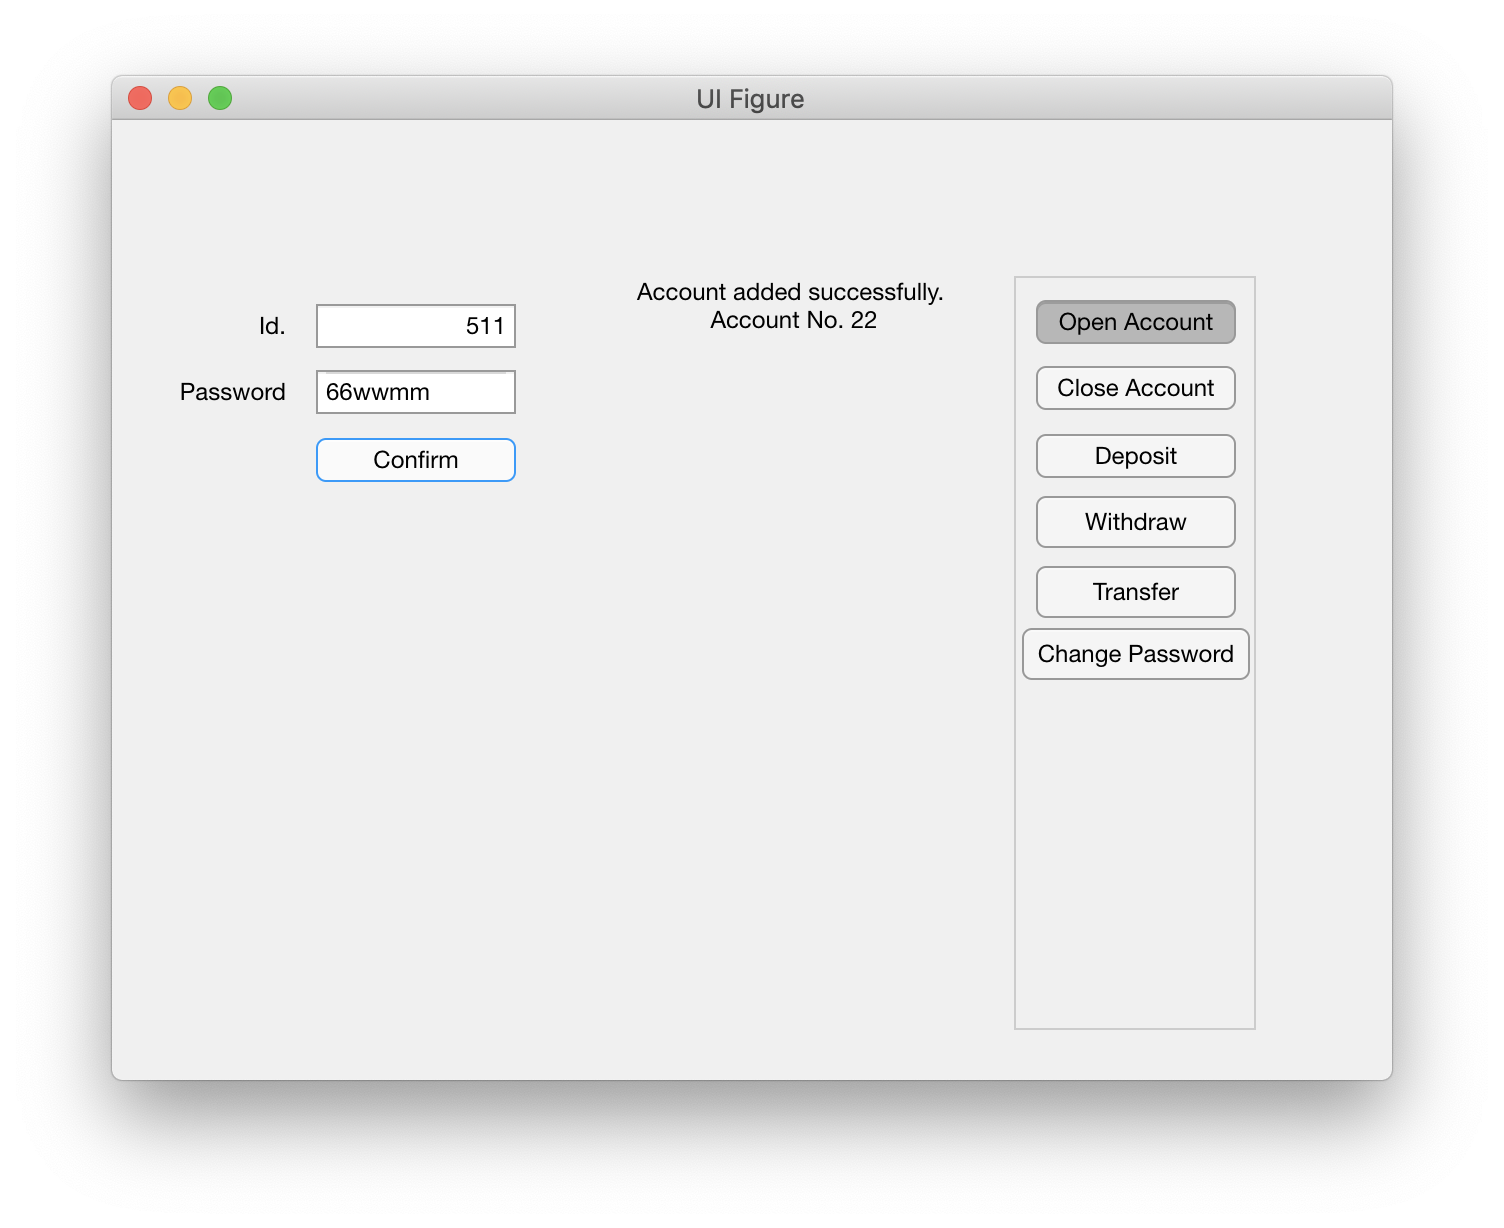 UI Figure
Id.
511
Password
66wwmm
Confirm
Account added successfully.
Account No. 22
Open Account
Close Account
Deposit
Withdraw
Transfer
Change Password